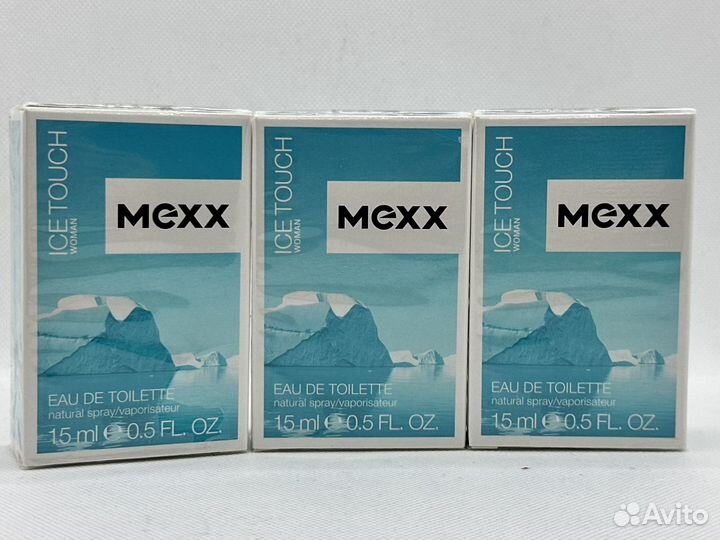 ICE TOUCH
WOMAN
MEXX
EAU DE TOILETTE
natural spray/vaporisateur
15 ml e 0.5 FL. OZ.
ICE TOUCH
WOMAN
MEXX
EAU DE TOILETTE
natural spray/vaporisateur
15 ml e 0.5 FL. OZ.
ICE TOUCH
WOMAN
MEXX
EAU DE TOILETTE
natural spray/vaporisateur
15 ml e 0.5 FL. OZ.
Avito